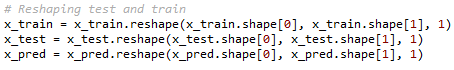 # Reshaping test and train
x_train = x_train.reshape(x_train.shape[0], x_train.shape[1], 1)
x_test = x_test.reshape(x_test.shape[0], x_test.shape[1], 1)
x_pred = x_pred.reshape(x_pred.shape[0], x_pred.shape[1], 1)